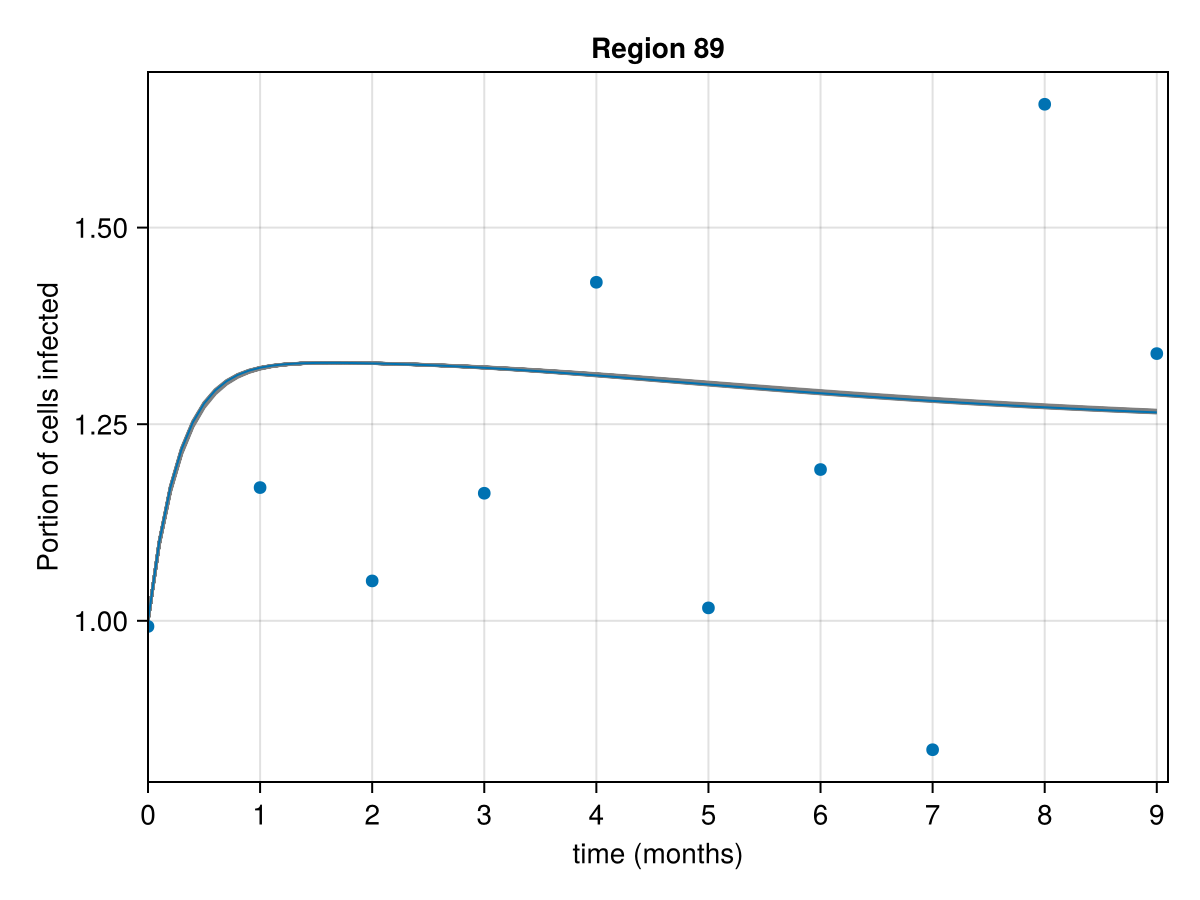 Region 89
Portion of cells infected
1.50
1.25
1.00
0 1 2 3 4 5 6 7 8 9
time (months)